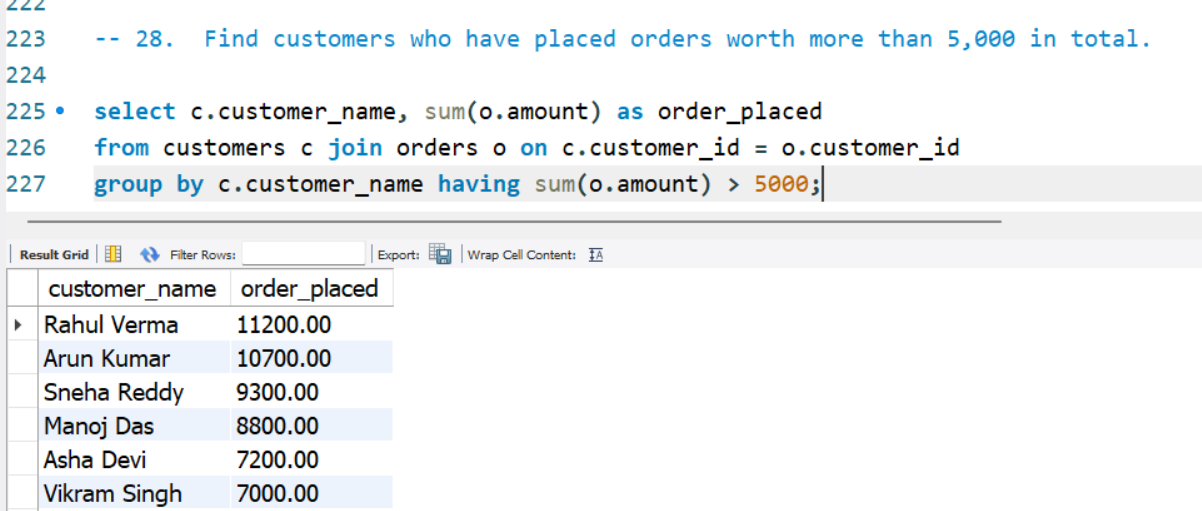 222
223 -- 28.  Find customers who have placed orders worth more than 5,000 in total.
224
225 select c.customer_name, sum(o.amount) as order_placed
226 from customers c join orders o on c.customer_id = o.customer_id
227 group by c.customer_name having sum(o.amount) > 5000;
Result Grid Filter Rows: Export: Wrap Cell Content: IA
customer_name order_placed
Rahul Verma 11200.00
Arun Kumar 10700.00
Sneha Reddy 9300.00
Manoj Das 8800.00
Asha Devi 7200.00
Vikram Singh 7000.00